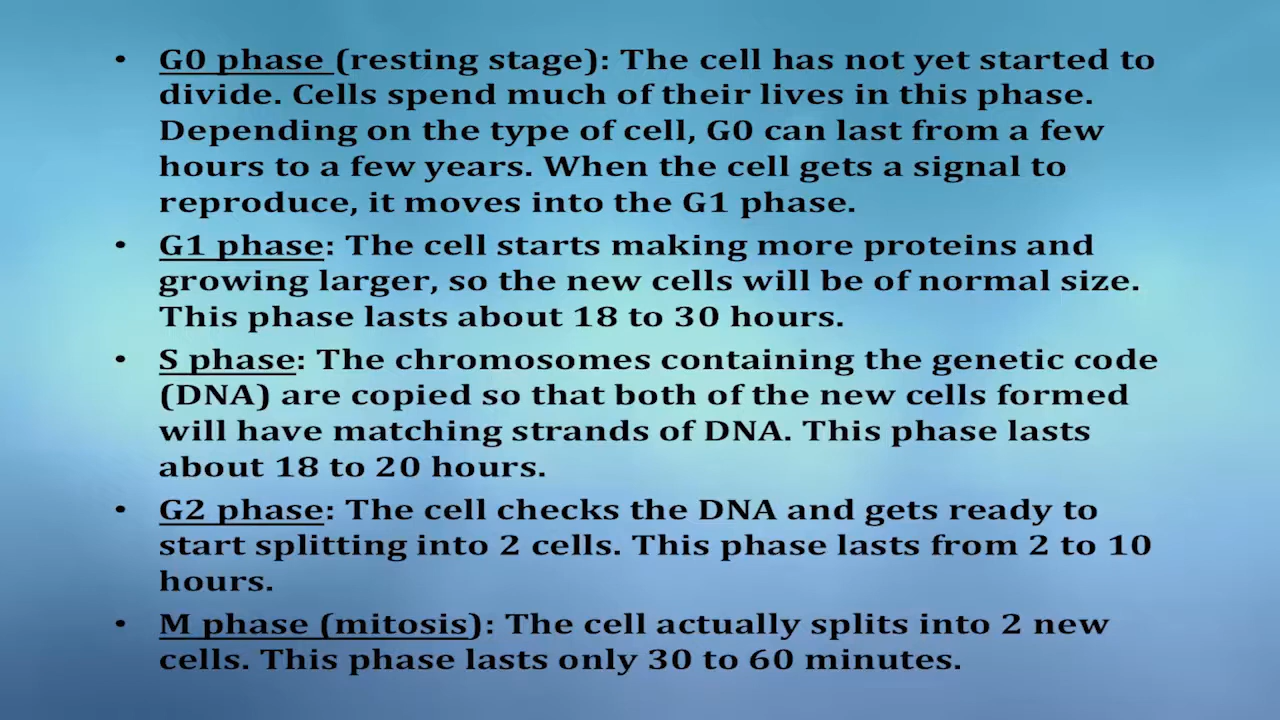 • G0 phase (resting stage): The cell has not yet started to
divide. Cells spend much of their lives in this phase.
Depending on the type of cell, G0 can last from a few
hours to a few years. When the cell gets a signal to
reproduce, it moves into the G1 phase.
• G1 phase: The cell starts making more proteins and
growing larger, so the new cells will be of normal size.
This phase lasts about 18 to 30 hours.
• S phase: The chromosomes containing the genetic code
(DNA) are copied so that both of the new cells formed
will have matching strands of DNA. This phase lasts
about 18 to 20 hours.
• G2 phase: The cell checks the DNA and gets ready to
start splitting into 2 cells. This phase lasts from 2 to 10
hours.
• M phase (mitosis): The cell actually splits into 2 new
cells. This phase lasts only 30 to 60 minutes.